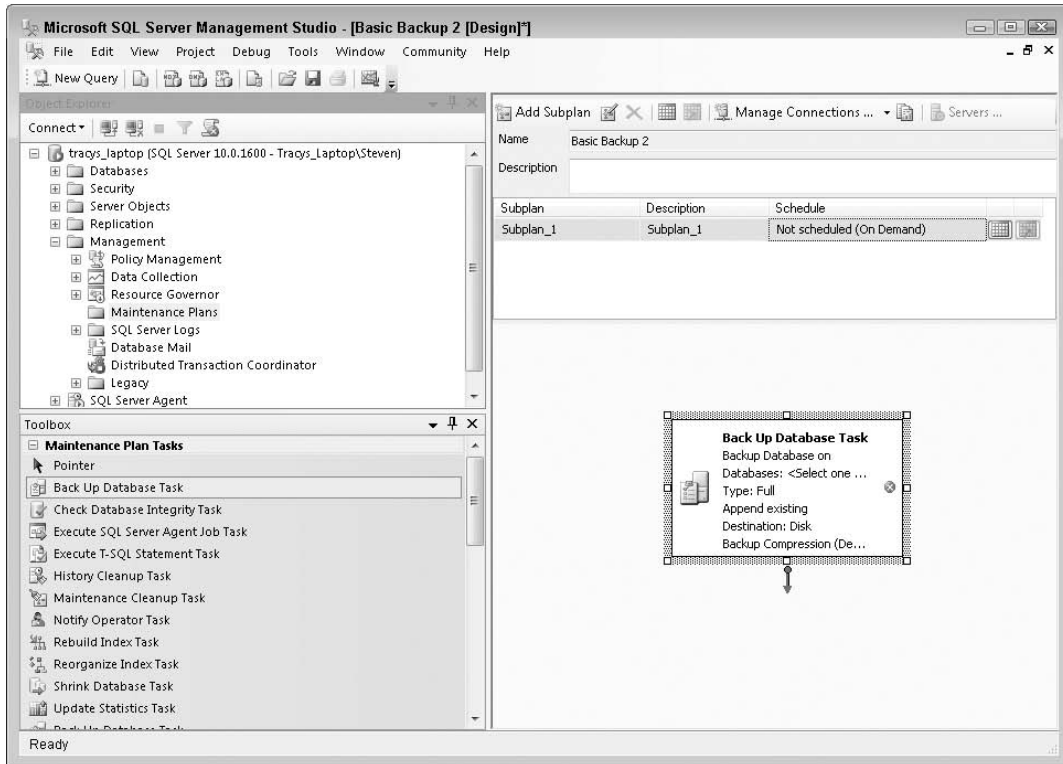 Microsoft SQL Server Management Studio - [Basic Backup 2 [Design]*]
File Edit View Project Debug Tools Window Community Help
New Query
Object Explorer
Connect
tracys_laptop (SQL Server 10.0.1600 - Tracys_Laptop\Steven)
Databases
Security
Server Objects
Replication
Management
Policy Management
Data Collection
Resource Governor
Maintenance Plans
SQL Server Logs
Database Mail
Distributed Transaction Coordinator
Legacy
SQL Server Agent
Toolbox
Maintenance Plan Tasks
Pointer
Back Up Database Task
Check Database Integrity Task
Execute SQL Server Agent Job Task
Execute T-SQL Statement Task
History Cleanup Task
Maintenance Cleanup Task
Notify Operator Task
Rebuild Index Task
Reorganize Index Task
Shrink Database Task
Update Statistics Task
Back Up Database Task
Add Subplan Manage Connections ... Servers ...
Name Basic Backup 2
Description
Subplan Description Schedule
Subplan_1 Subplan_1 Not scheduled (On Demand)
Back Up Database Task
Backup Database on
Databases: <Select one ...
Type: Full
Append existing
Destination: Disk
Backup Compression (De...
Ready